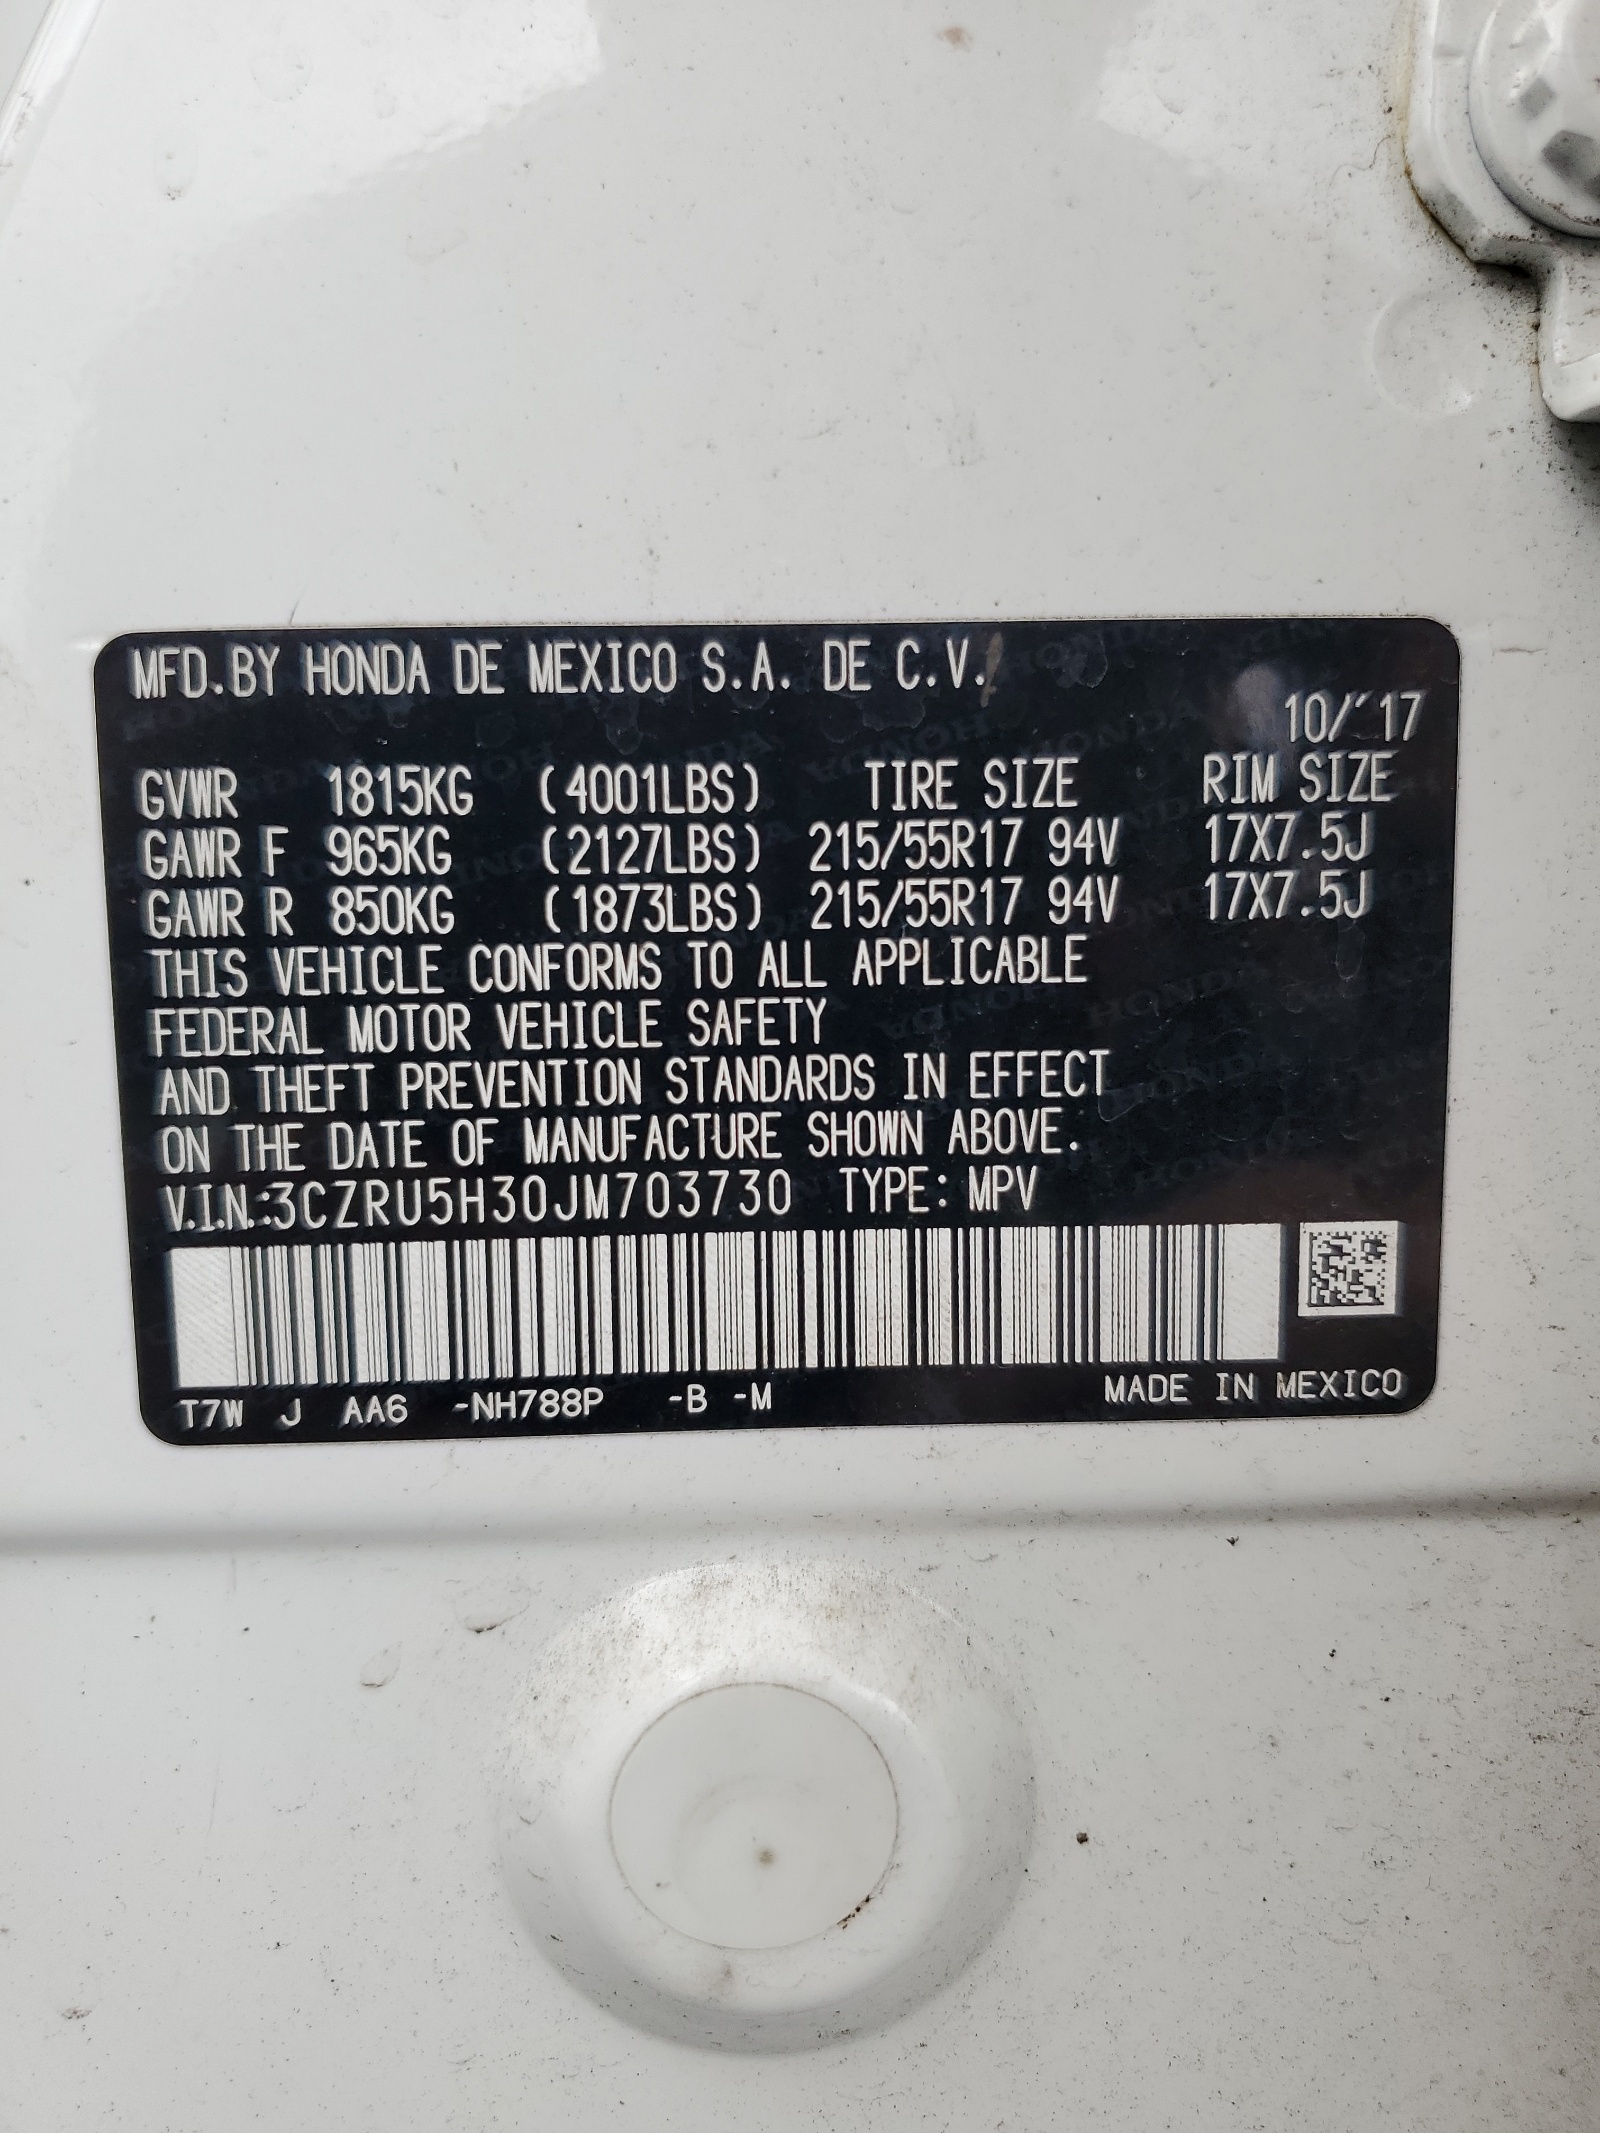 MFD.BY HONDA DE MEXICO S.A. DE C.V.
10/'17
GVWR 1815KG (4001LBS) TIRE SIZE RIM SIZE
GAWR F 965KG (2127LBS) 215/55R17 94V 17X7.5J
GAWR R 850KG (1873LBS) 215/55R17 94V 17X7.5J
THIS VEHICLE CONFORMS TO ALL APPLICABLE
FEDERAL MOTOR VEHICLE SAFETY
AND THEFT PREVENTION STANDARDS IN EFFECT
ON THE DATE OF MANUFACTURE SHOWN ABOVE.
V.I.N.:3CZRU5H30JM703730 TYPE: MPV
T7W J AA6 -NH788P -B -M MADE IN MEXICO